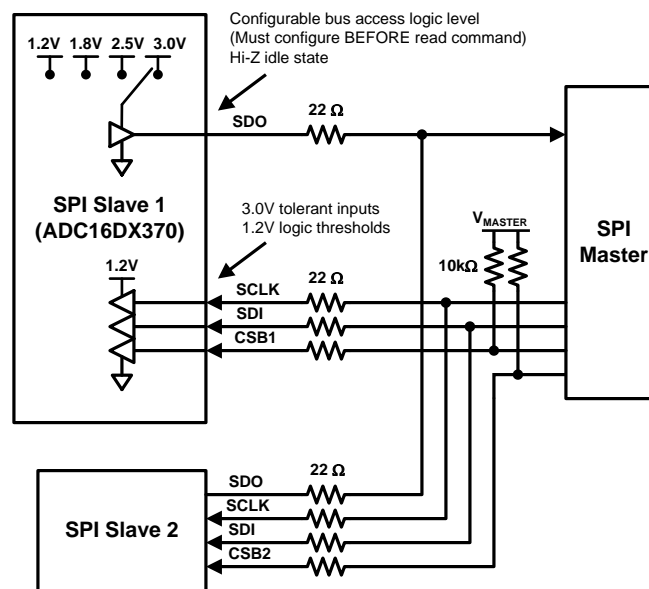 Configurable bus access logic level
(Must configure BEFORE read command)
Hi-Z idle state
1.2V 1.8V 2.5V 3.0V
SDO
22 Ω
SPI Slave 1
(ADC16DX370)
3.0V tolerant inputs
1.2V logic thresholds
V_MASTER
SPI
Master
10kΩ
1.2V
22 Ω
SCLK
SDI
CSB1
22 Ω
SDO
SCLK
SDI
CSB2
SPI Slave 2